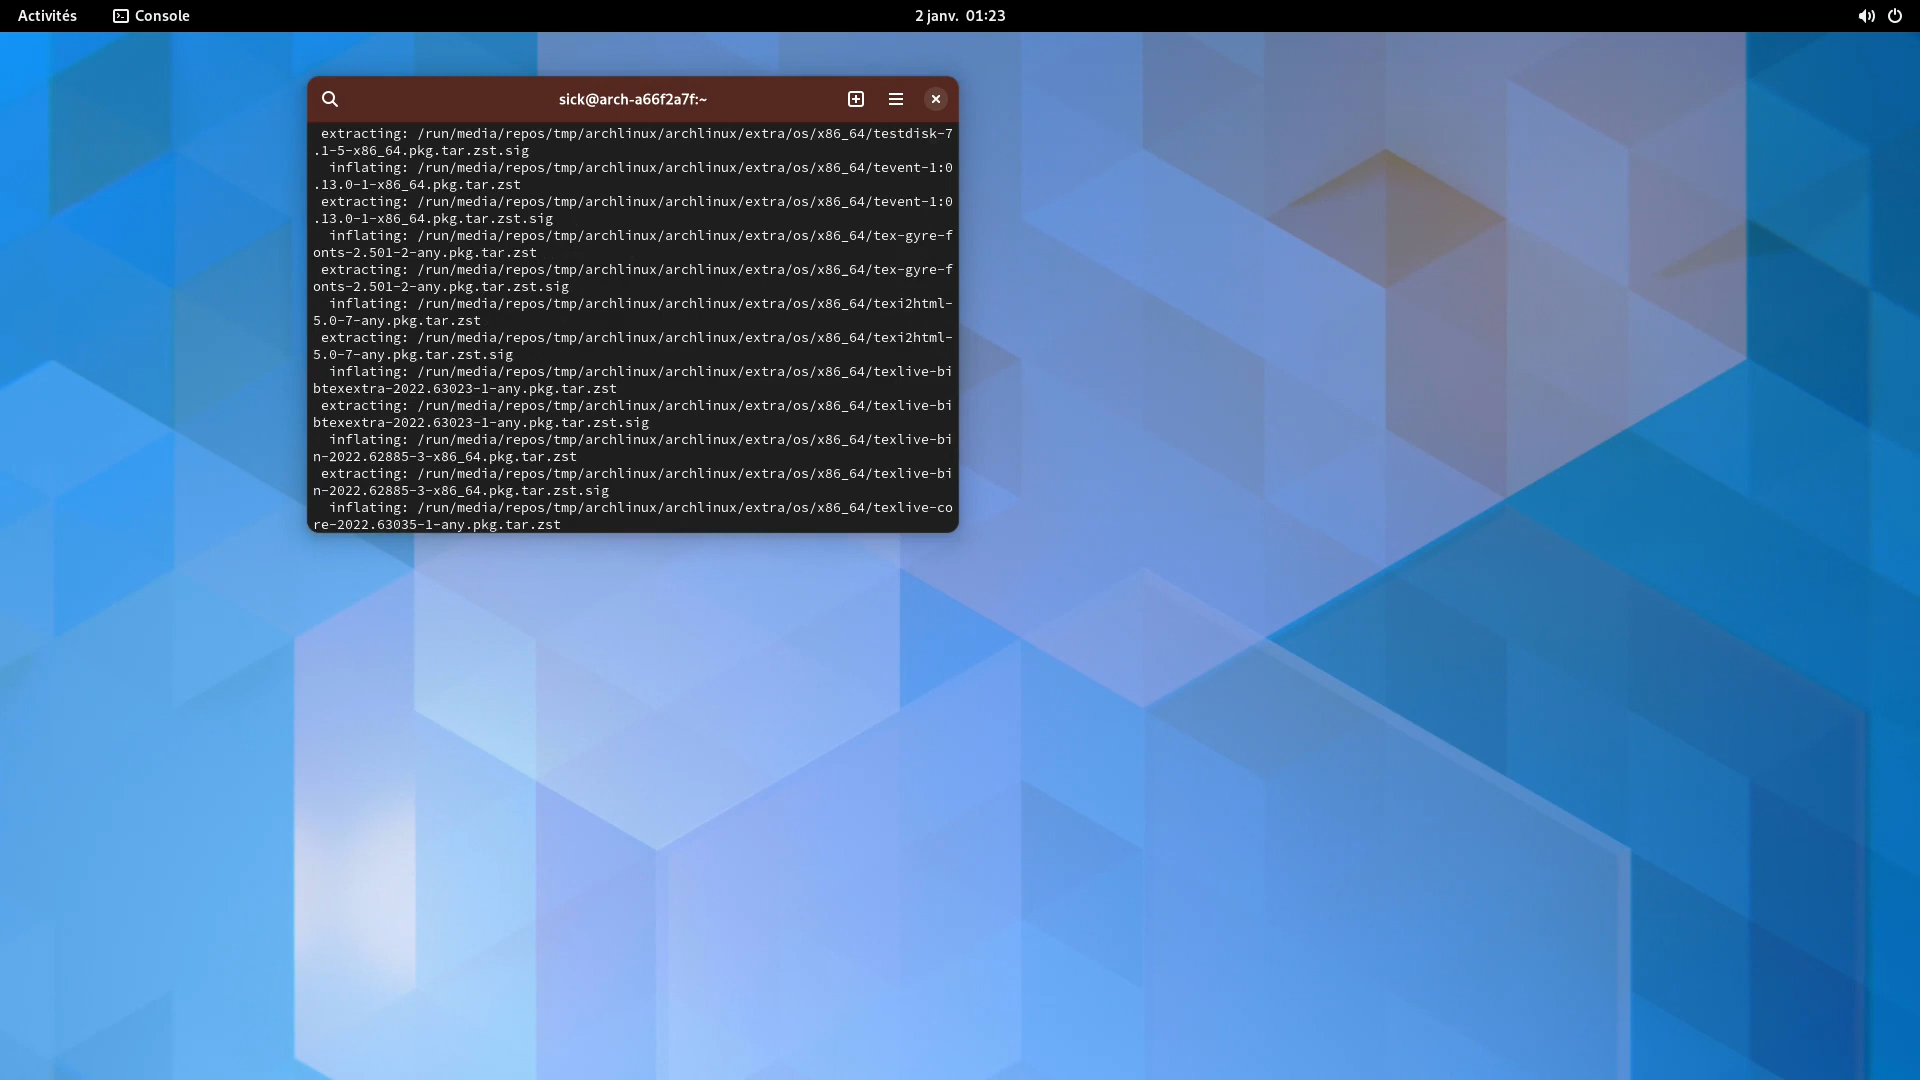 Activités Console 2 janv. 01:23
sick@arch-a66f2a7f:~
extracting: /run/media/repos/tmp/archlinux/archlinux/extra/os/x86_64/testdisk-7
.1-5-x86_64.pkg.tar.zst.sig
inflating: /run/media/repos/tmp/archlinux/archlinux/extra/os/x86_64/tevent-1:0
.13.0-1-x86_64.pkg.tar.zst
extracting: /run/media/repos/tmp/archlinux/archlinux/extra/os/x86_64/tevent-1:0
.13.0-1-x86_64.pkg.tar.zst.sig
inflating: /run/media/repos/tmp/archlinux/archlinux/extra/os/x86_64/tex-gyre-f
onts-2.501-2-any.pkg.tar.zst
extracting: /run/media/repos/tmp/archlinux/archlinux/extra/os/x86_64/tex-gyre-f
onts-2.501-2-any.pkg.tar.zst.sig
inflating: /run/media/repos/tmp/archlinux/archlinux/extra/os/x86_64/texi2html-
5.0-7-any.pkg.tar.zst
extracting: /run/media/repos/tmp/archlinux/archlinux/extra/os/x86_64/texi2html-
5.0-7-any.pkg.tar.zst.sig
inflating: /run/media/repos/tmp/archlinux/archlinux/extra/os/x86_64/texlive-bi
btexextra-2022.63023-1-any.pkg.tar.zst
extracting: /run/media/repos/tmp/archlinux/archlinux/extra/os/x86_64/texlive-bi
btexextra-2022.63023-1-any.pkg.tar.zst.sig
inflating: /run/media/repos/tmp/archlinux/archlinux/extra/os/x86_64/texlive-bi
n-2022.62885-3-x86_64.pkg.tar.zst
extracting: /run/media/repos/tmp/archlinux/archlinux/extra/os/x86_64/texlive-bi
n-2022.62885-3-x86_64.pkg.tar.zst.sig
inflating: /run/media/repos/tmp/archlinux/archlinux/extra/os/x86_64/texlive-co
re-2022.63035-1-any.pkg.tar.zst